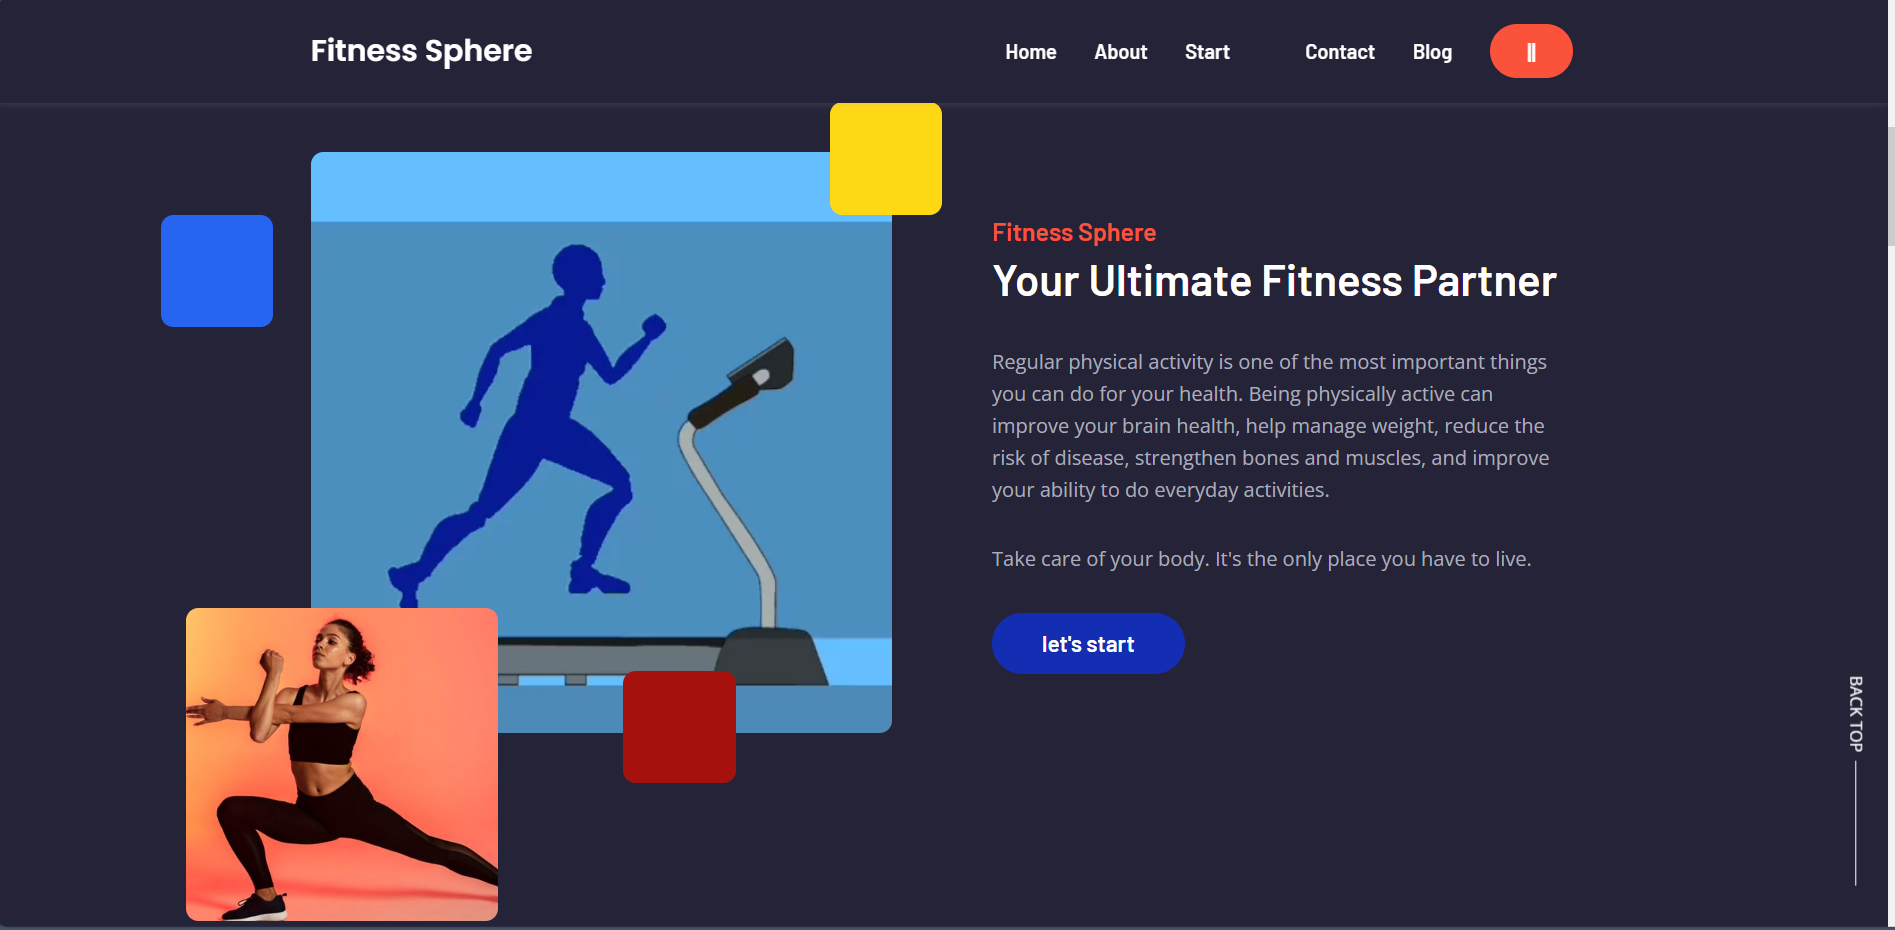 Fitness Sphere
Home About Start Contact Blog
Fitness Sphere
Your Ultimate Fitness Partner
Regular physical activity is one of the most important things
you can do for your health. Being physically active can
improve your brain health, help manage weight, reduce the
risk of disease, strengthen bones and muscles, and improve
your ability to do everyday activities.
Take care of your body. It's the only place you have to live.
let's start
BACK TOP